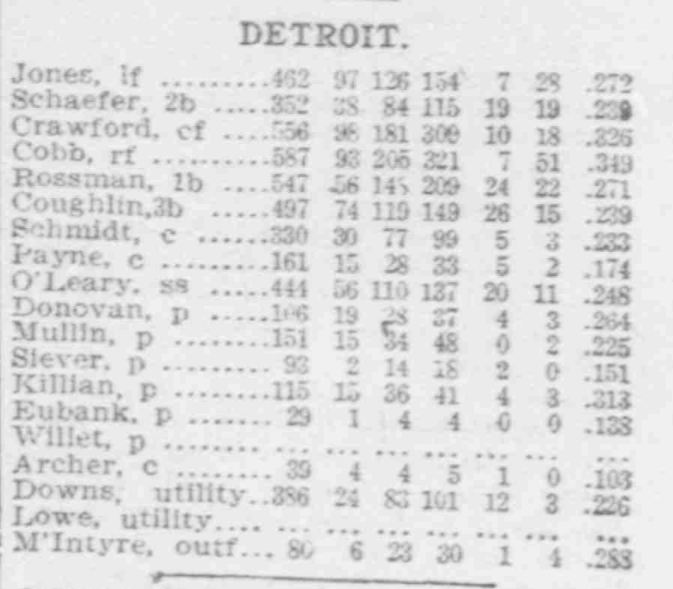 DETROIT.
Jones, lf .........462 97 126 154 7 28 .272
Schaefer, 2b .....352 38 84 115 19 19 .239
Crawford, cf ....556 98 181 309 10 18 .326
Cobb, rf ..........587 93 205 321 7 51 .349
Rossman, 1b ....547 56 209 24 22 .271
Coughlin,3b .....497 74 119 149 26 15 .239
Schmidt, c ......330 30 77 99 5 3 .233
Payne, c .........161 15 28 33 5 2 .174
O'Leary. ss .....444 56 110 137 20 11 .248
Donovan, p ..... 19 28 37 4 3 .264
Mullin, p ........151 15 34 48 0 2 .225
Siever, p ........ 93 2 14 18 2 0 .151
Killian, p ........115 15 36 41 4 3 .313
Eubank, p ....... 29 1 4 4 0 0 .138
Willet, p ........ ... ... ... ... ... ... ...
Archer, c ........ 39 4 4 5 1 0 .103
Downs, utility..386 24 83 101 12 3 .226
Lowe, utility.... ... ... ... ... ... ... ...
M'Intyre, outf... 80 6 23 30 1 4 .288